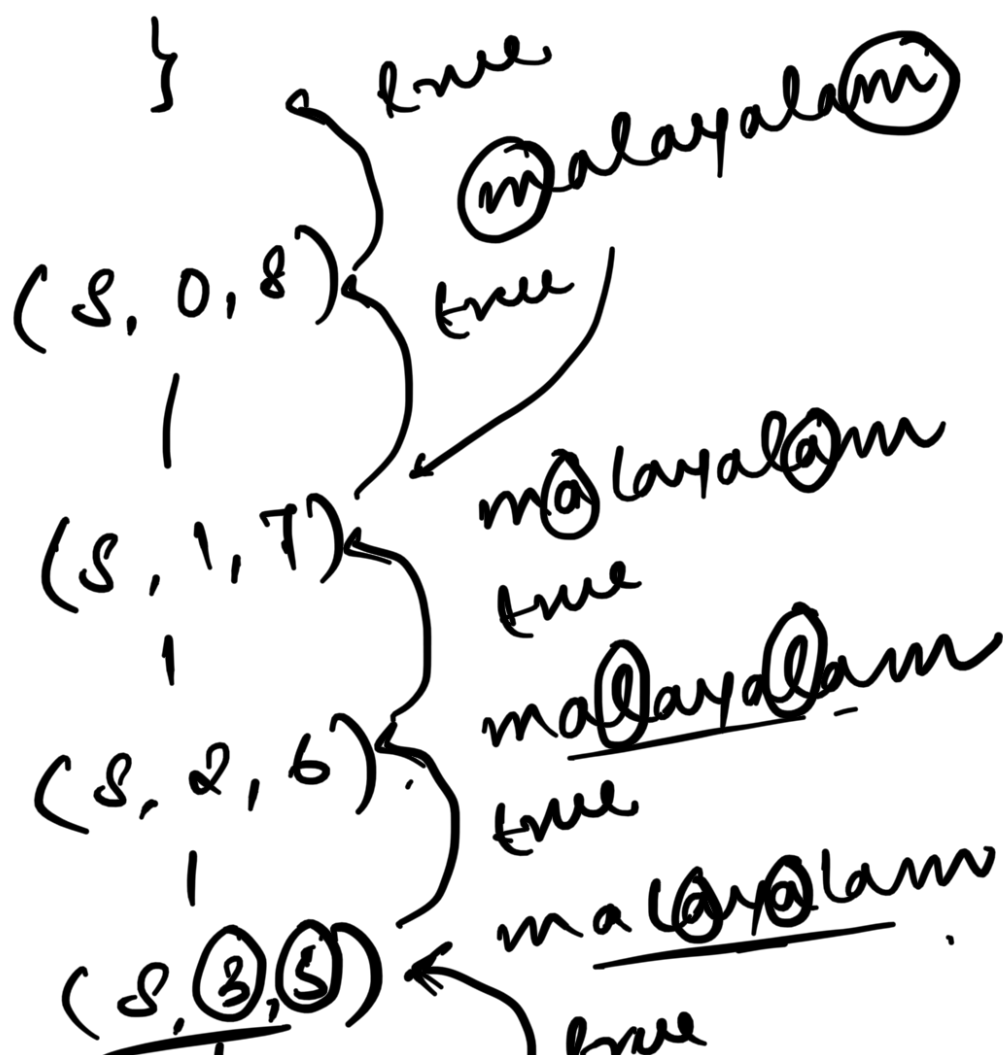 }
true
malayalam
(s, 0, 8)
true
malayalam
(s, 1, 7)
true
malayalam
(s, 2, 6)
true
malayalam
(s, 3, 5)
true